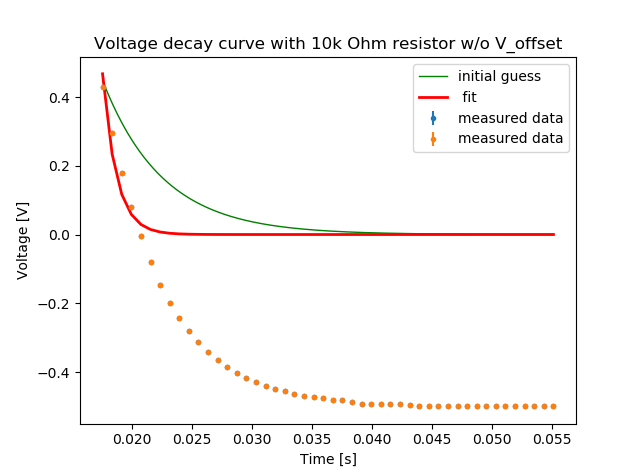 Voltage decay curve with 10k Ohm resistor w/o V_offset
initial guess
fit
measured data
measured data
Voltage [V]
0.4
0.2
0.0
−0.2
−0.4
0.020 0.025 0.030 0.035 0.040 0.045 0.050 0.055
Time [s]